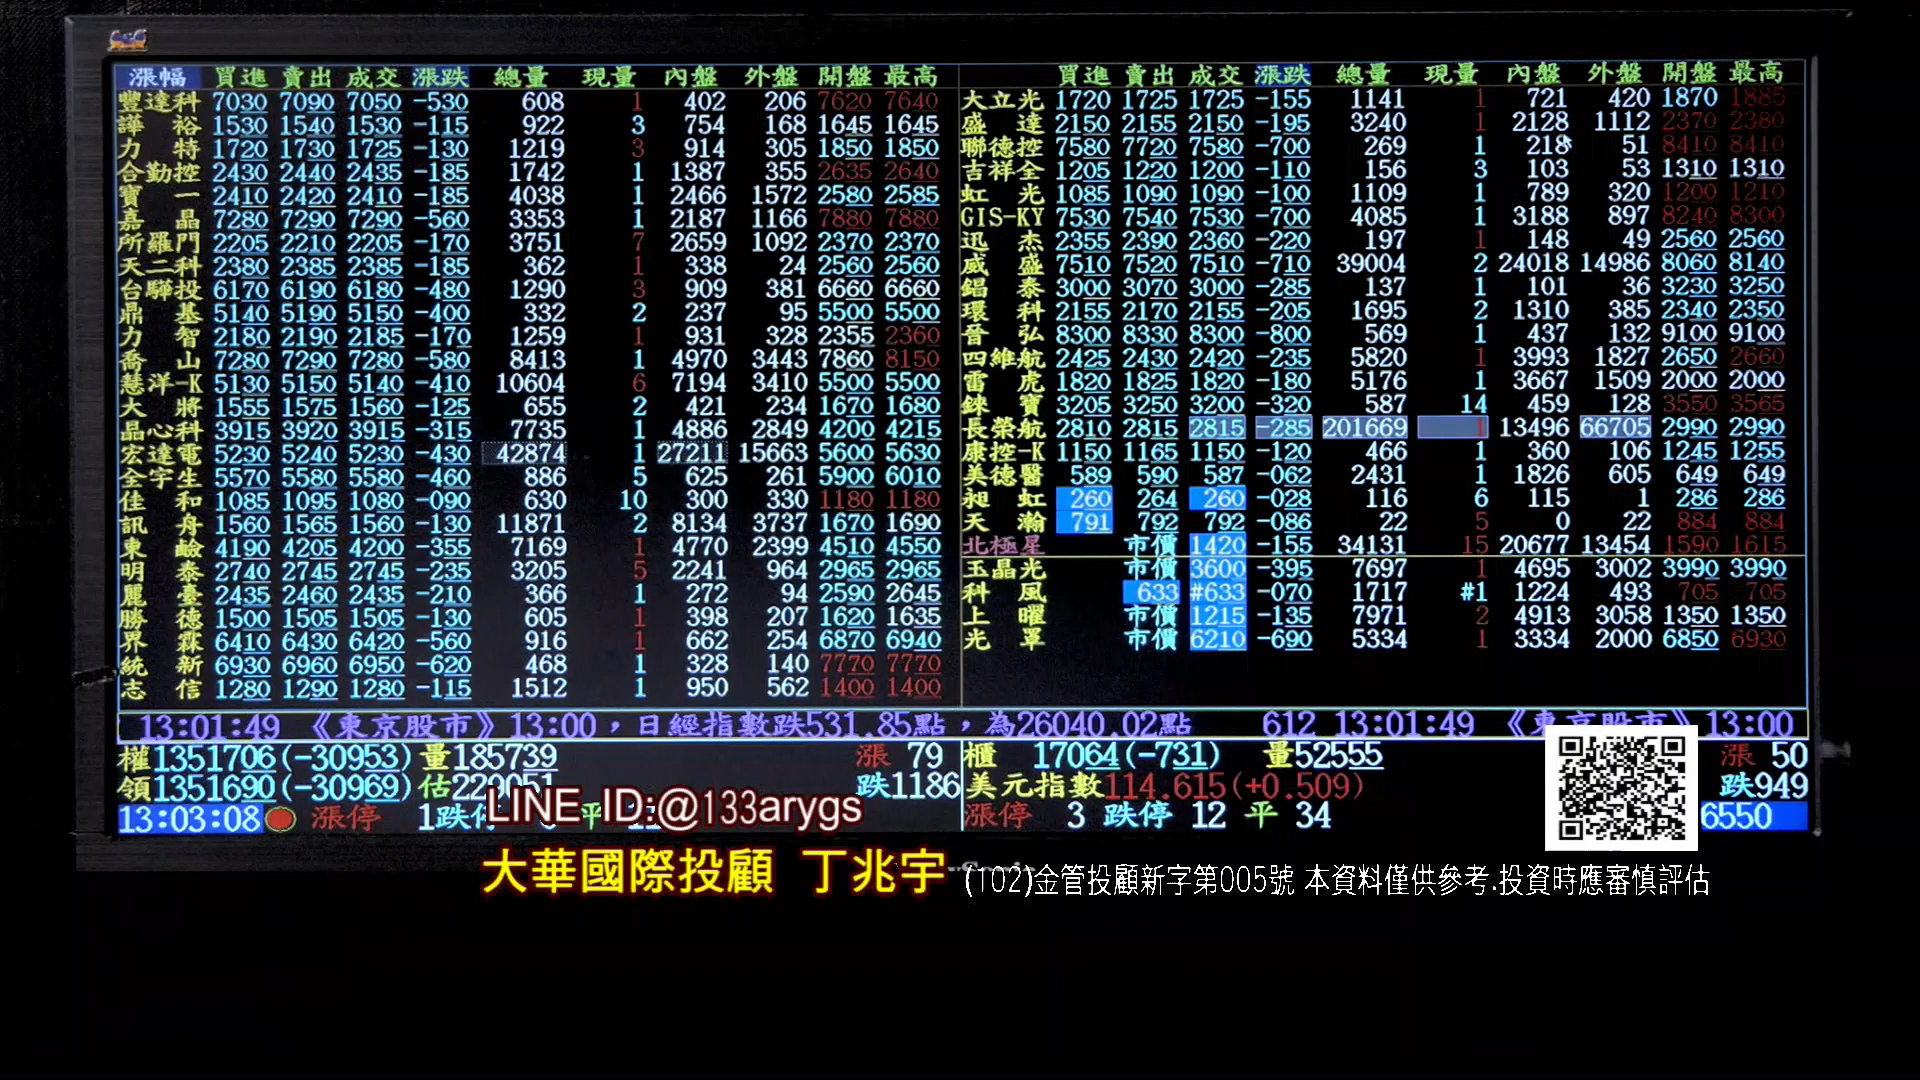 漲幅 買進 賣出 成交 漲跌 總量 現量 內盤 外盤 開盤 最高
豐達科 7030 7090 7050 -530 608 1 402 206 7620 7640
譁裕 1530 1540 1530 -115 922 3 754 168 1645 1645
力特 1720 1730 1725 -130 1219 3 914 305 1850 1850
合勤控 2430 2440 2435 -185 1742 1 1387 355 2635 2640
寶一 2410 2420 2410 -185 4038 1 2466 1572 2580 2585
嘉晶 7280 7290 7290 -560 3353 1 2187 1166 7880 7880
所羅門 2205 2210 2205 -170 3751 7 2659 1092 2370 2370
天二科 2380 2385 2385 -185 362 1 338 24 2560 2560
台驊投 6170 6190 6180 -480 1290 3 909 381 6660 6660
鼎基 5140 5190 5150 -400 332 2 237 95 5500 5500
力智 2180 2190 2185 -170 1259 1 931 328 2355 2360
喬山 7280 7290 7280 -580 8413 1 4970 3443 7860 8150
慧洋-K 5130 5150 5140 -410 10604 6 7194 3410 5500 5500
大將 1555 1575 1560 -125 655 2 421 234 1670 1680
晶心科 3915 3920 3915 -315 7735 1 4886 2849 4200 4215
宏達電 5230 5240 5230 -430 42874 1 27211 15663 5600 5630
全宇生 5570 5580 5580 -460 886 5 625 261 5900 6010
佳和 1085 1095 1080 -090 630 10 300 330 1180 1180
訊舟 1560 1565 1560 -130 11871 2 8134 3737 1670 1690
東鹼 4190 4205 4200 -355 7169 1 4770 2399 4510 4550
明泰 2740 2745 2745 -235 3205 5 2241 964 2965 2965
麗臺 2435 2460 2435 -210 366 1 272 94 2590 2645
勝德 1500 1505 1505 -130 605 1 398 207 1620 1635
界霖 6410 6430 6420 -560 916 1 662 254 6870 6940
統新 6930 6960 6950 -620 468 1 328 140 7770 7770
志信 1280 1290 1280 -115 1512 1 950 562 1400 1400
買進 賣出 成交 漲跌 總量 現量 內盤 外盤 開盤 最高
大立光 1720 1725 1725 -155 1141 1 721 420 1870 1885
盛達 2150 2155 2150 -195 3240 1 2128 1112 2370 2380
聯德控 7580 7720 7580 -700 269 1 218 51 8410 8410
吉祥全 1205 1220 1200 -110 156 3 103 53 1310 1310
虹光 1085 1090 1090 -100 1109 1 789 320 1200 1210
GIS-KY 7530 7540 7530 -700 4085 1 3188 897 8240 8300
迅杰 2355 2390 2360 -220 197 1 148 49 2560 2560
威盛 7510 7520 7510 -710 39004 2 24018 14986 8060 8140
錩泰 3000 3070 3000 -285 137 1 101 36 3230 3250
環科 2155 2170 2155 -205 1695 2 1310 385 2340 2350
晉弘 8300 8330 8300 -800 569 1 437 132 9100 9100
四維航 2425 2430 2420 -235 5820 1 3993 1827 2650 2660
雷虎 1820 1825 1820 -180 5176 1 3667 1509 2000 2000
錸寶 3205 3250 3200 -320 587 14 459 128 3550 3565
長榮航 2810 2815 2815 -285 201669 1 13496 66705 2990 2990
康控-K 1150 1165 1150 -120 466 1 360 106 1245 1255
美德醫 589 590 587 -062 2431 1 1826 605 649 649
昶虹 260 264 260 -028 116 6 115 1 286 286
天瀚 791 792 792 -086 22 5 0 22 884 884
北極星 市價 1420 -155 34131 15 20677 13454 1590 1615
玉晶光 市價 3600 -395 7697 1 4695 3002 3990 3990
科風 633 #633 -070 1717 #1 1224 493 705 705
上曜 市價 1215 -135 7971 2 4913 3058 1350 1350
光罩 市價 6210 -690 5334 1 3334 2000 6850 6930
13:01:49 《東京股市》13:00，日經指數跌531.85點，為26040.02點 612 13:01:49 《東京股市》13:00
權1351706(-30953) 量185739 漲 79 櫃 17064(-731) 量52555 漲 50
領1351690(-30969) 估220051 跌1186 美元指數114.615(+0.509) 跌949
13:03:08 漲停 1 跌停 平 漲停 3 跌停 12 平 34 6550
LINE ID:@133arygs
大華國際投顧 丁兆宇 (102)金管投顧新字第005號 本資料僅供參考.投資時應審慎評估